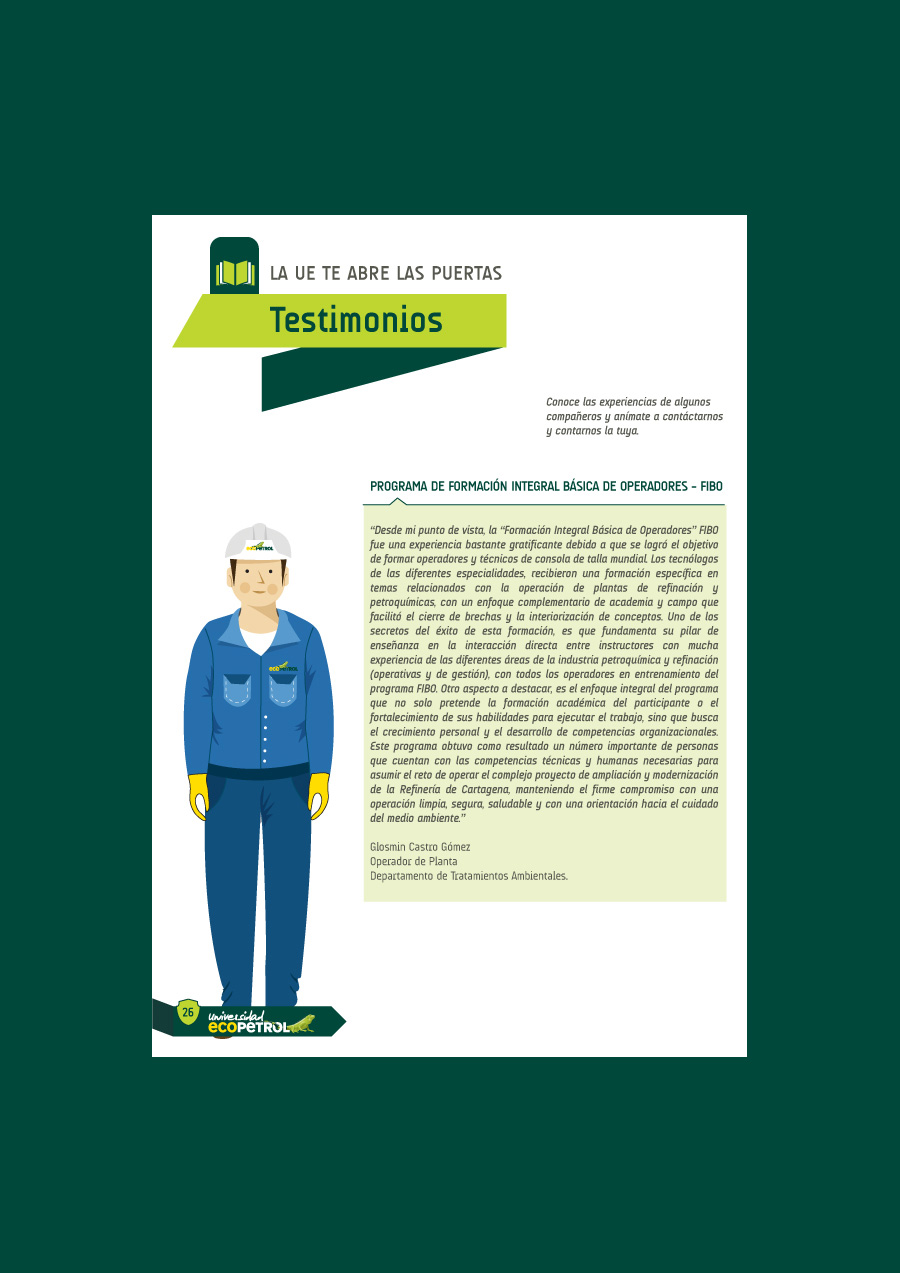 LA UE TE ABRE LAS PUERTAS
Testimonios
Conoce las experiencias de algunos
compañeros y anímate a contáctarnos
y contarnos la tuya.
PROGRAMA DE FORMACIÓN INTEGRAL BÁSICA DE OPERADORES - FIBO
“Desde mi punto de vista, la “Formación Integral Básica de Operadores” FIBO
fue una experiencia bastante gratificante debido a que se logró el objetivo
de formar operadores y técnicos de consola de talla mundial. Los tecnólogos
de las diferentes especialidades, recibieron una formación específica en
temas relacionados con la operación de plantas de refinación y
petroquímicas, con un enfoque complementario de academia y campo que
facilitó el cierre de brechas y la interiorización de conceptos. Uno de los
secretos del éxito de esta formación, es que fundamenta su pilar de
enseñanza en la interacción directa entre instructores con mucha
experiencia de las diferentes áreas de la industria petroquímica y refinación
(operativas y de gestión), con todos los operadores en entrenamiento del
programa FIBO. Otro aspecto a destacar, es el enfoque integral del programa
que no solo pretende la formación académica del participante o el
fortalecimiento de sus habilidades para ejecutar el trabajo, sino que busca
el crecimiento personal y el desarrollo de competencias organizacionales.
Este programa obtuvo como resultado un número importante de personas
que cuentan con las competencias técnicas y humanas necesarias para
asumir el reto de operar el complejo proyecto de ampliación y modernización
de la Refinería de Cartagena, manteniendo el firme compromiso con una
operación limpia, segura, saludable y con una orientación hacia el cuidado
del medio ambiente.”
Glosmin Castro Gómez
Operador de Planta
Departamento de Tratamientos Ambientales.
ecoPETROL
ecoPETROL
26
universidad
ecoPETROL